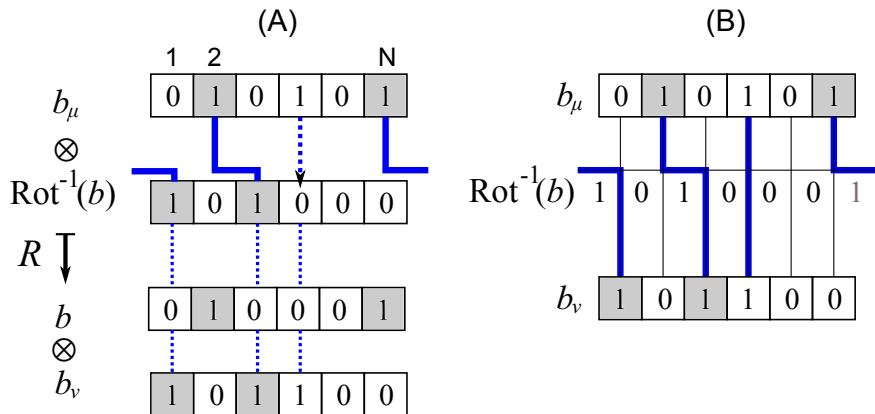 (A) (B)
1 2 N
b_μ 0 1 0 1 0 1 b_μ 0 1 0 1 0 1
⊗
Rot⁻¹(b) 1 0 1 0 0 0 Rot⁻¹(b) 1 0 1 0 0 0 1
R
b 0 1 0 0 0 1 b_ν 1 0 1 1 0 0
⊗
b_ν 1 0 1 1 0 0